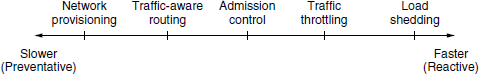 Network Traffic-aware Admission Traffic Load
provisioning routing control throttling shedding
Slower Faster
(Preventative) (Reactive)